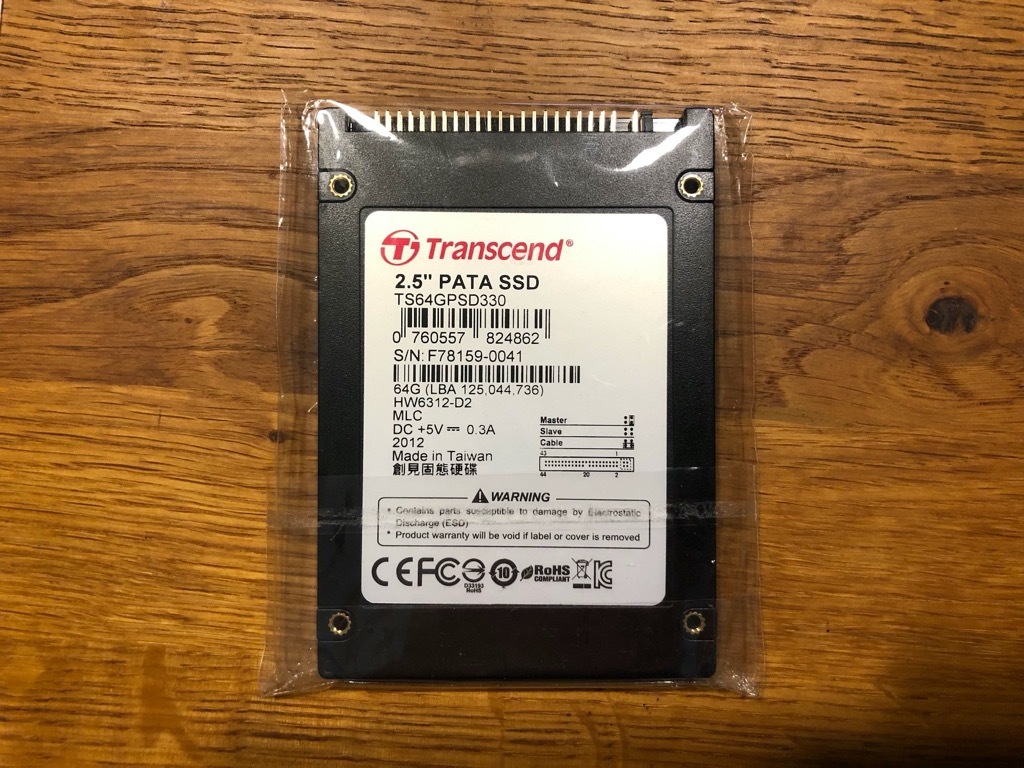 Transcend®
2.5" PATA SSD
TS64GPSD330
0 760557 824862
S/N: F78159-0041
64G (LBA 125,044,736)
HW6312-D2
MLC
DC +5V ⎓ 0.3A
2012
Made in Taiwan
創見固態硬碟
Master
Slave
Cable
43 1
44 20 2
WARNING
• Contains parts susceptible to damage by Electrostatic
Discharge (ESD)
• Product warranty will be void if label or cover is removed
CE FC D33193 RoHS 10 RoHS COMPLIANT